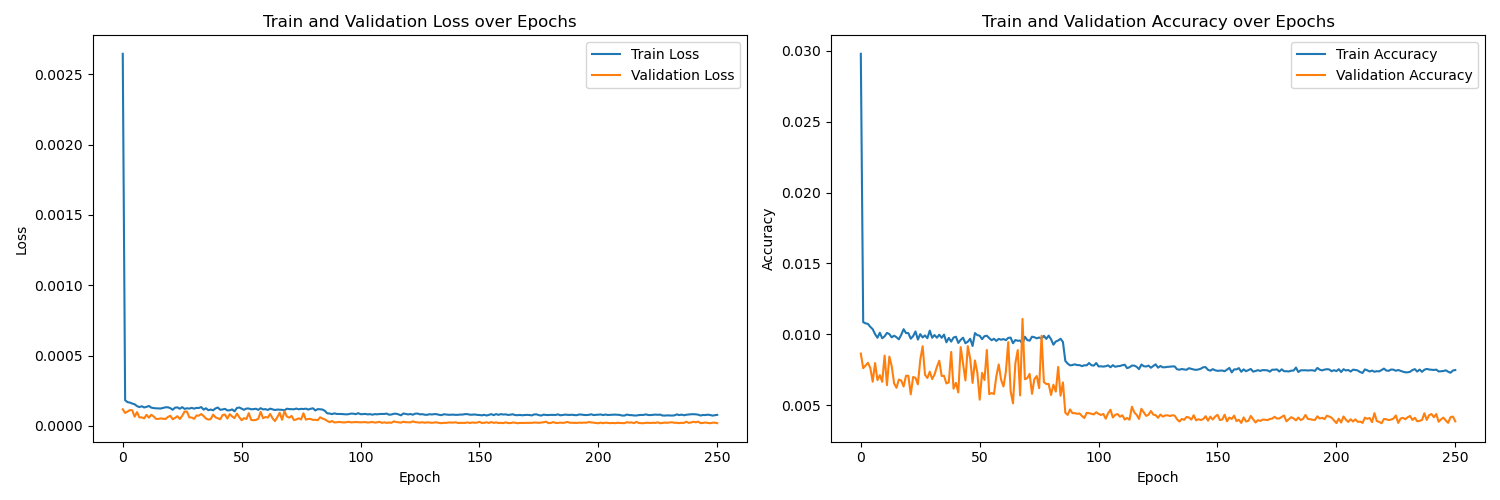 Train and Validation Loss over Epochs
Train Loss
Validation Loss
0.0025
0.0020
0.0015
0.0010
0.0005
0.0000
Loss
0
50
100
150
200
250
Epoch
Train and Validation Accuracy over Epochs
Train Accuracy
Validation Accuracy
0.030
0.025
0.020
0.015
0.010
0.005
Accuracy
0
50
100
150
200
250
Epoch